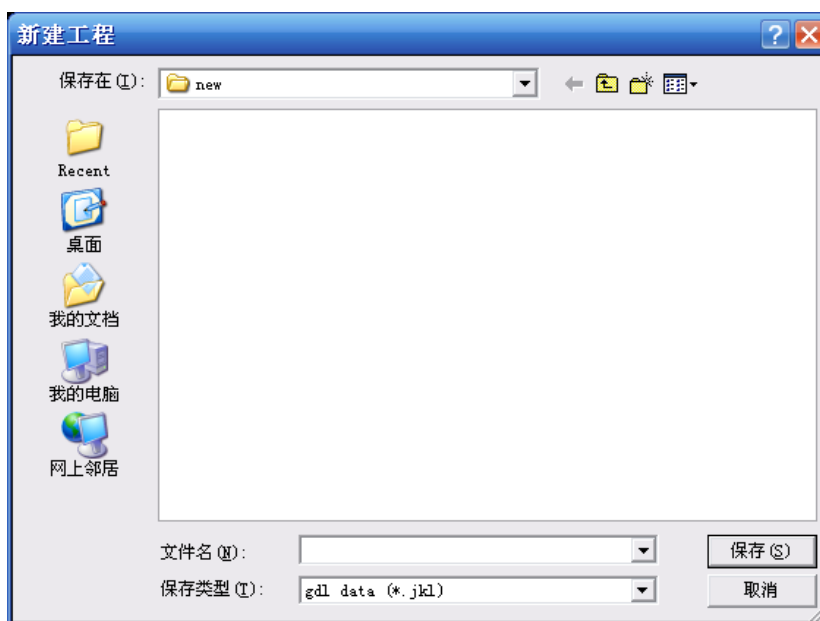 新建工程
保存在(I): new
Recent
桌面
我的文档
我的电脑
网上邻居
文件名(N): 保存(S)
保存类型(T): gdl data (*.jkl) 取消